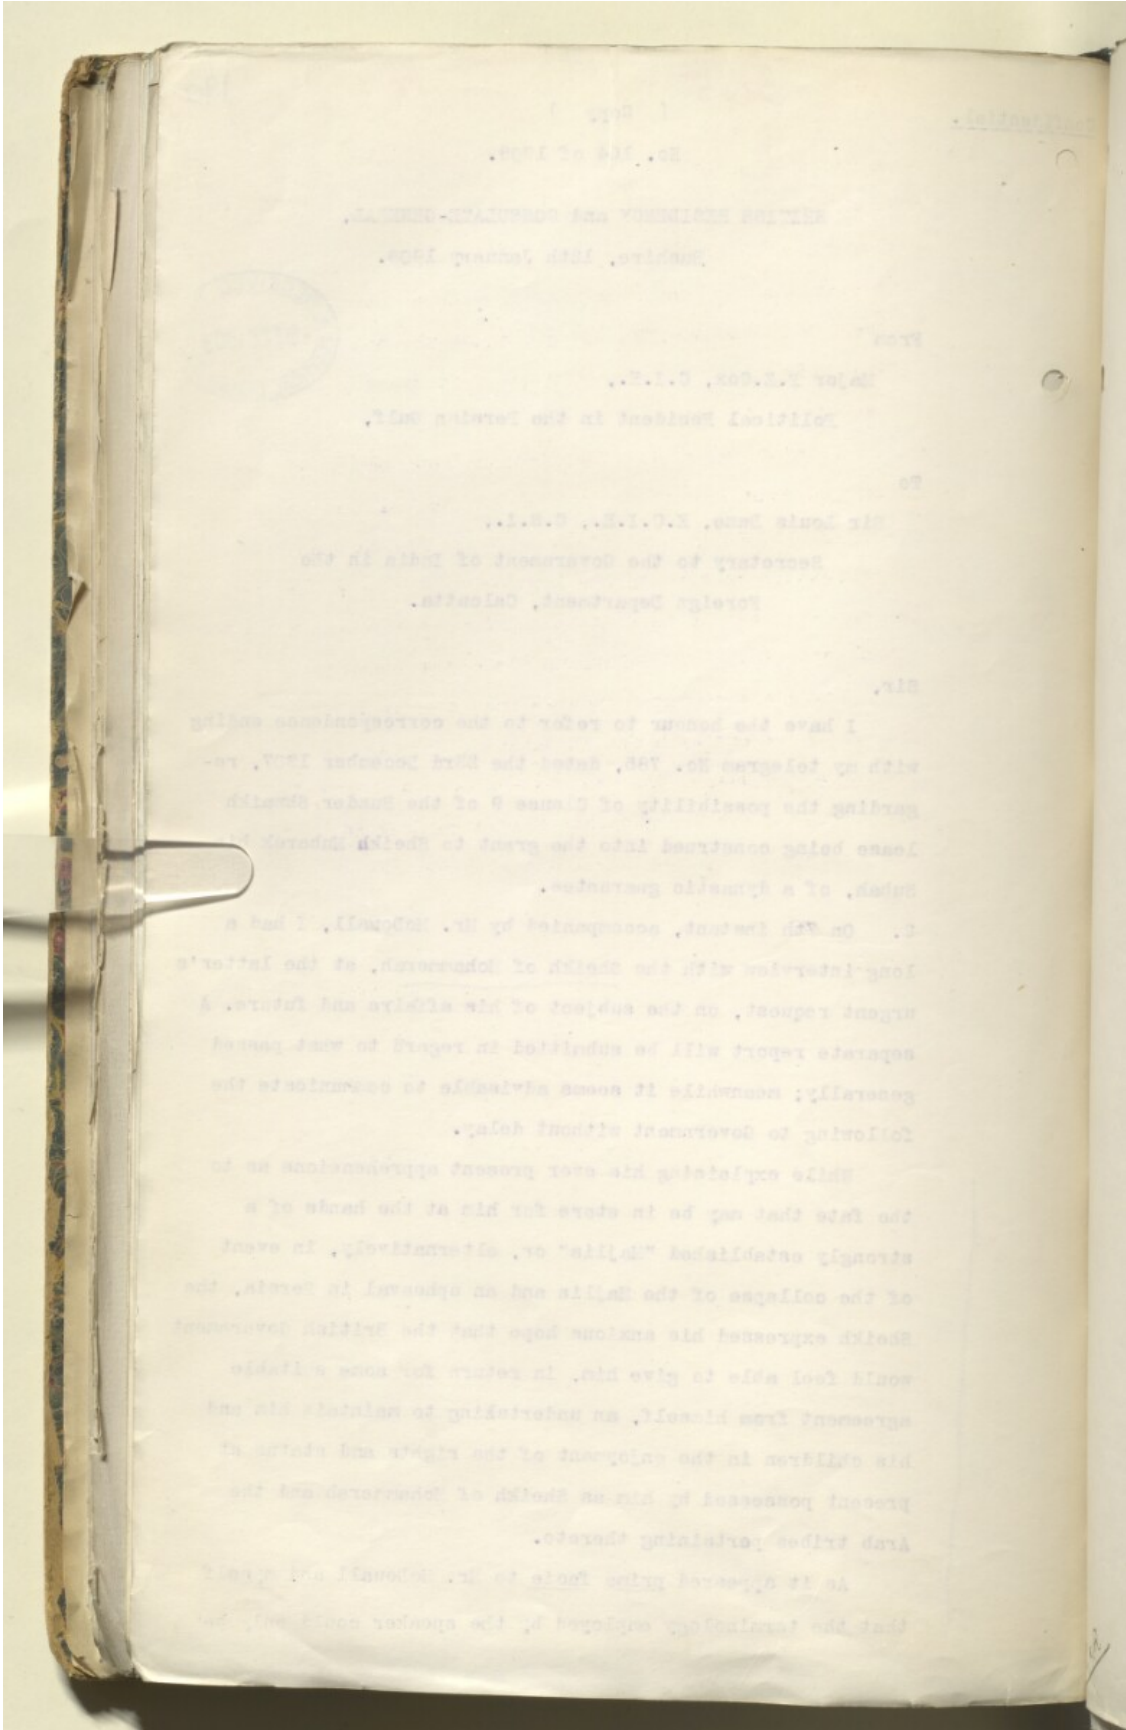 Confidential.
( Copy )
No. of 1908.
BRITISH RESIDENCY and CONSULATE-GENERAL,
Bushire, January 1908.
From
Major P.Z.Cox, C.I.E.,
Political Resident in the Persian Gulf,
To
Sir Louis Dane, K.C.I.E., C.S.I.,
Secretary to the Government of India in the
Foreign Department, Calcutta.
Sir,
I have the honour to refer to the correspondence ending
with my telegram No. dated the December 1907, re-
garding the possibility of Clause 9 of the Bunder Shweikh
lease being construed into the grant to Sheikh Mubarak
Subah, of a dynastic guarantee.
2. On 7th instant, accompanied by Mr. McDouall, I had a
long interview with the Sheikh of Mohammerah, at the latter's
urgent request, on the subject of his affairs and future. A
separate report will be submitted in regard to what passed
generally; meanwhile it seems advisable to communicate the
following to Government without delay.
While explaining his ever present apprehensions as to
the fate that may be in store for him at the hands of a
strongly established "Majlis" or, alternatively, in event
of the collapse of the Majlis and an upheaval in Persia, the
Sheikh expressed his anxious hope that the British Government
would feel able to give him, in return for some suitable
agreement from himself, an undertaking to maintain him and
his children in the enjoyment of the rights and status at
present possessed by him as Sheikh of Mohammerah and the
Arab tribes pertaining thereto.
As it appeared prima facie to Mr. McDouall and myself
that the terminology employed by the speaker could only be